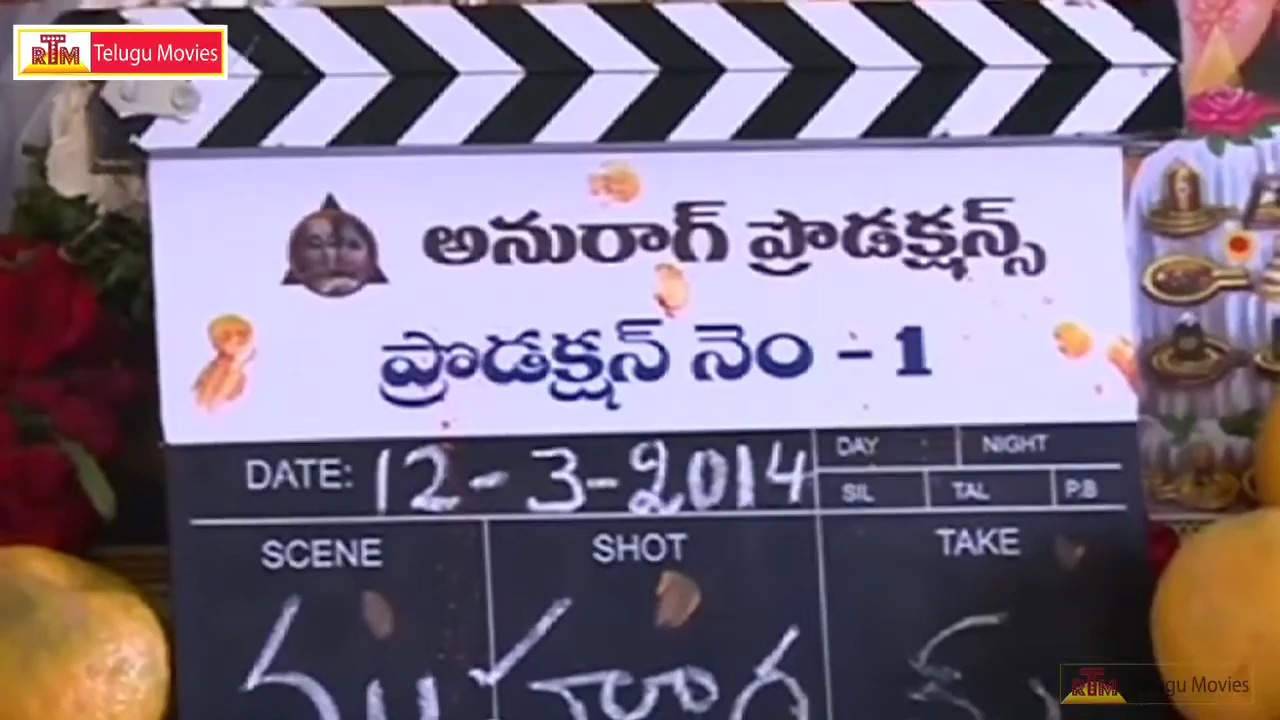 RTM Telugu Movies
అనురాగ్ ప్రొడక్షన్స్
ప్రొడక్షన్ నెం - 1
DATE: 12-3-2014
DAY NIGHT
SIL TAL P.B
SCENE SHOT TAKE
RTM Telugu Movies